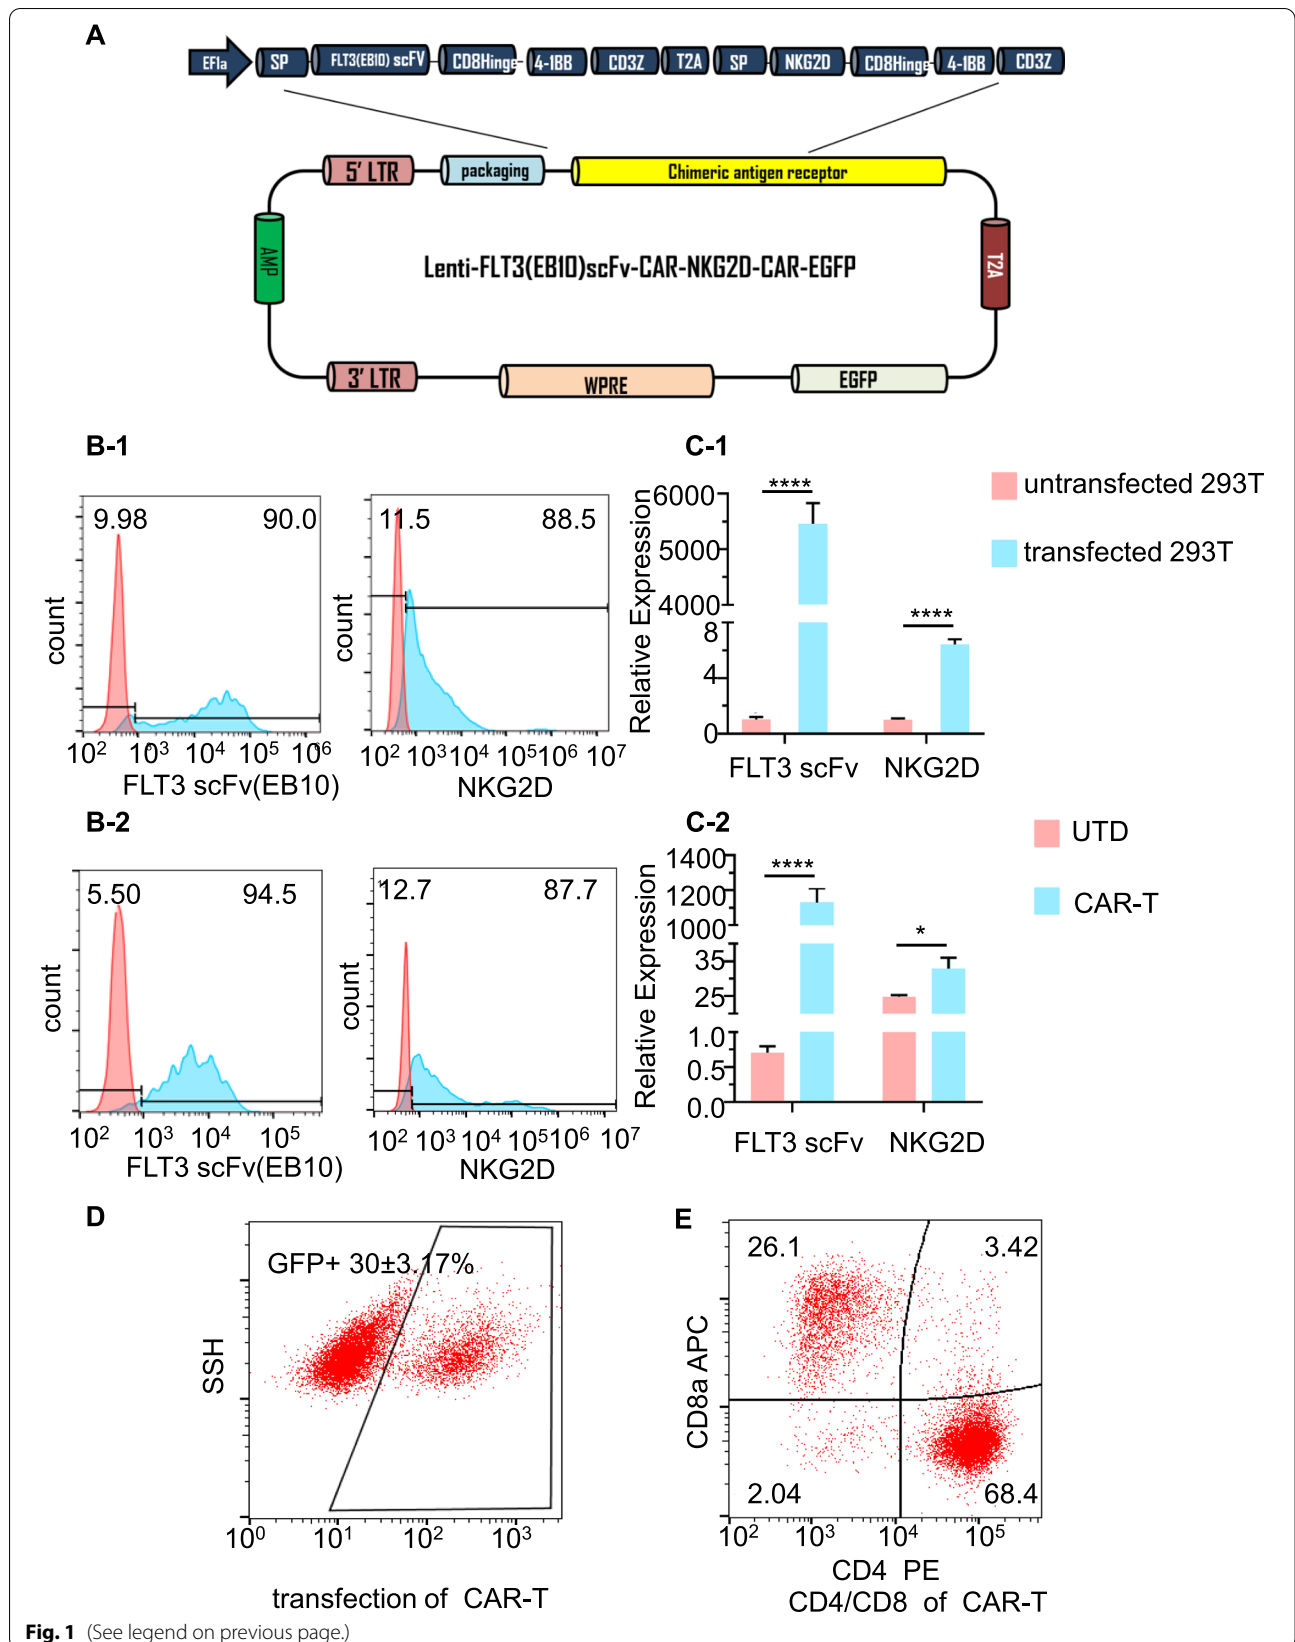 A
EF1a SP FLT3(EB10) scFV CD8Hinge 4-1BB CD3Z T2A SP NKG2D CD8Hinge 4-1BB CD3Z
5' LTR packaging Chimeric antigen receptor
AMP
Lenti-FLT3(EB10)scFv-CAR-NKG2D-CAR-EGFP
T2A
3' LTR WPRE EGFP
B-1
9.98 90.0
count
10² 10³ 10⁴ 10⁵ 10⁶
FLT3 scFv(EB10)
11.5 88.5
count
10² 10³ 10⁴ 10⁵ 10⁶ 10⁷
NKG2D
C-1
Relative Expression
6000
5000
4000
8
4
0
****
****
FLT3 scFv NKG2D
untransfected 293T
transfected 293T
B-2
5.50 94.5
count
10² 10³ 10⁴ 10⁵
FLT3 scFv(EB10)
12.7 87.7
count
10² 10³ 10⁴ 10⁵ 10⁶ 10⁷
NKG2D
C-2
Relative Expression
1400
1200
1000
35
25
1.0
0.5
0.0
****
*
FLT3 scFv NKG2D
UTD
CAR-T
D
GFP+ 30±3.17%
SSH
10⁰ 10¹ 10² 10³
transfection of CAR-T
E
26.1 3.42
CD8a APC
2.04 68.4
10² 10³ 10⁴ 10⁵
CD4 PE
CD4/CD8 of CAR-T
Fig. 1 (See legend on previous page.)